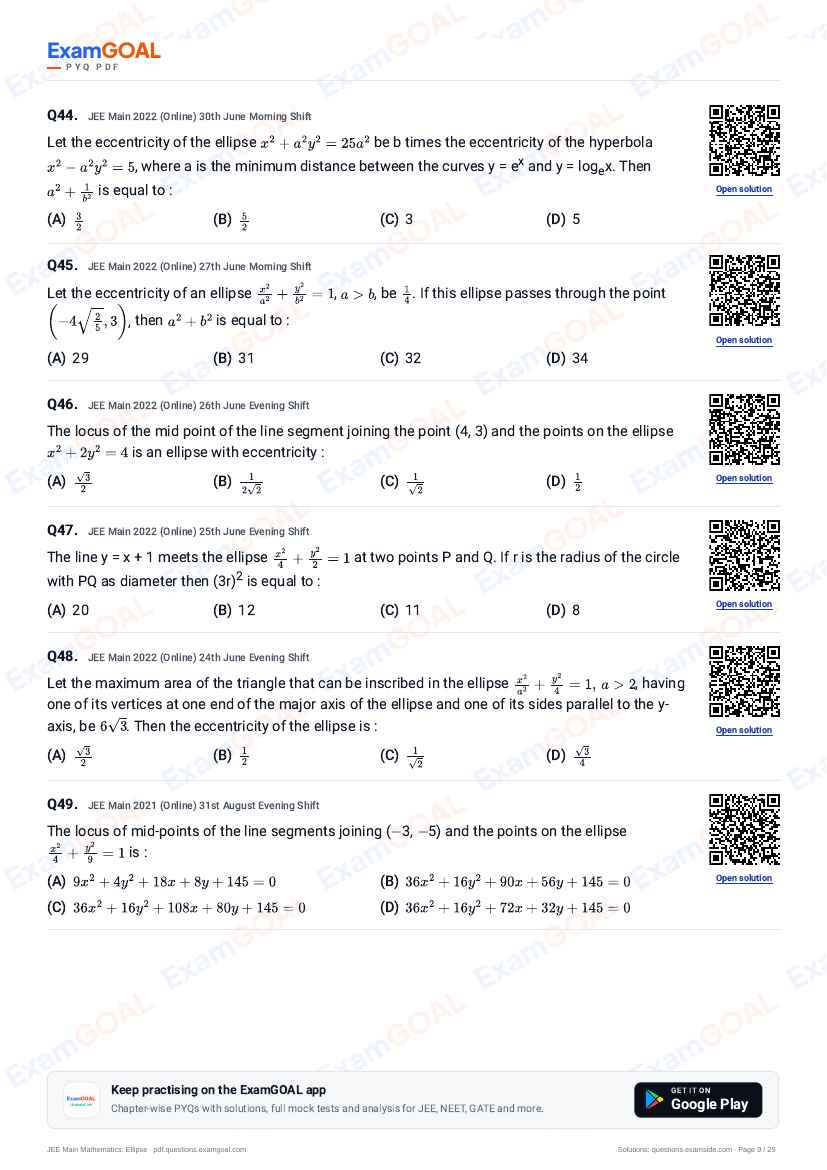 ExamGOAL
PYQ PDF
Q44. JEE Main 2022 (Online) 30th June Morning Shift
Let the eccentricity of the ellipse x² + a²y² = 25a² be b times the eccentricity of the hyperbola
x² − a²y² = 5, where a is the minimum distance between the curves y = eˣ and y = logₑx. Then
a² + 1/b² is equal to :
(A) 3/2 (B) 5/2 (C) 3 (D) 5
Open solution
Q45. JEE Main 2022 (Online) 27th June Morning Shift
Let the eccentricity of an ellipse x²/a² + y²/b² = 1, a > b, be 1/4. If this ellipse passes through the point
(−4√(2/5), 3), then a² + b² is equal to :
(A) 29 (B) 31 (C) 32 (D) 34
Open solution
Q46. JEE Main 2022 (Online) 26th June Evening Shift
The locus of the mid point of the line segment joining the point (4, 3) and the points on the ellipse
x² + 2y² = 4 is an ellipse with eccentricity :
(A) √3/2 (B) 1/(2√2) (C) 1/√2 (D) 1/2
Open solution
Q47. JEE Main 2022 (Online) 25th June Evening Shift
The line y = x + 1 meets the ellipse x²/4 + y²/2 = 1 at two points P and Q. If r is the radius of the circle
with PQ as diameter then (3r)² is equal to :
(A) 20 (B) 12 (C) 11 (D) 8
Open solution
Q48. JEE Main 2022 (Online) 24th June Evening Shift
Let the maximum area of the triangle that can be inscribed in the ellipse x²/a² + y²/4 = 1, a > 2, having
one of its vertices at one end of the major axis of the ellipse and one of its sides parallel to the y-
axis, be 6√3. Then the eccentricity of the ellipse is :
(A) √3/2 (B) 1/2 (C) 1/√2 (D) √3/4
Open solution
Q49. JEE Main 2021 (Online) 31st August Evening Shift
The locus of mid-points of the line segments joining (−3, −5) and the points on the ellipse
x²/4 + y²/9 = 1 is :
(A) 9x² + 4y² + 18x + 8y + 145 = 0 (B) 36x² + 16y² + 90x + 56y + 145 = 0
(C) 36x² + 16y² + 108x + 80y + 145 = 0 (D) 36x² + 16y² + 72x + 32y + 145 = 0
Open solution
ExamGOAL
Keep practising on the ExamGOAL app
Chapter-wise PYQs with solutions, full mock tests and analysis for JEE, NEET, GATE and more.
GET IT ON
Google Play
JEE Main Mathematics: Ellipse · pdf.questions.examgoal.com
Solutions: questions.examside.com · Page 9 / 25